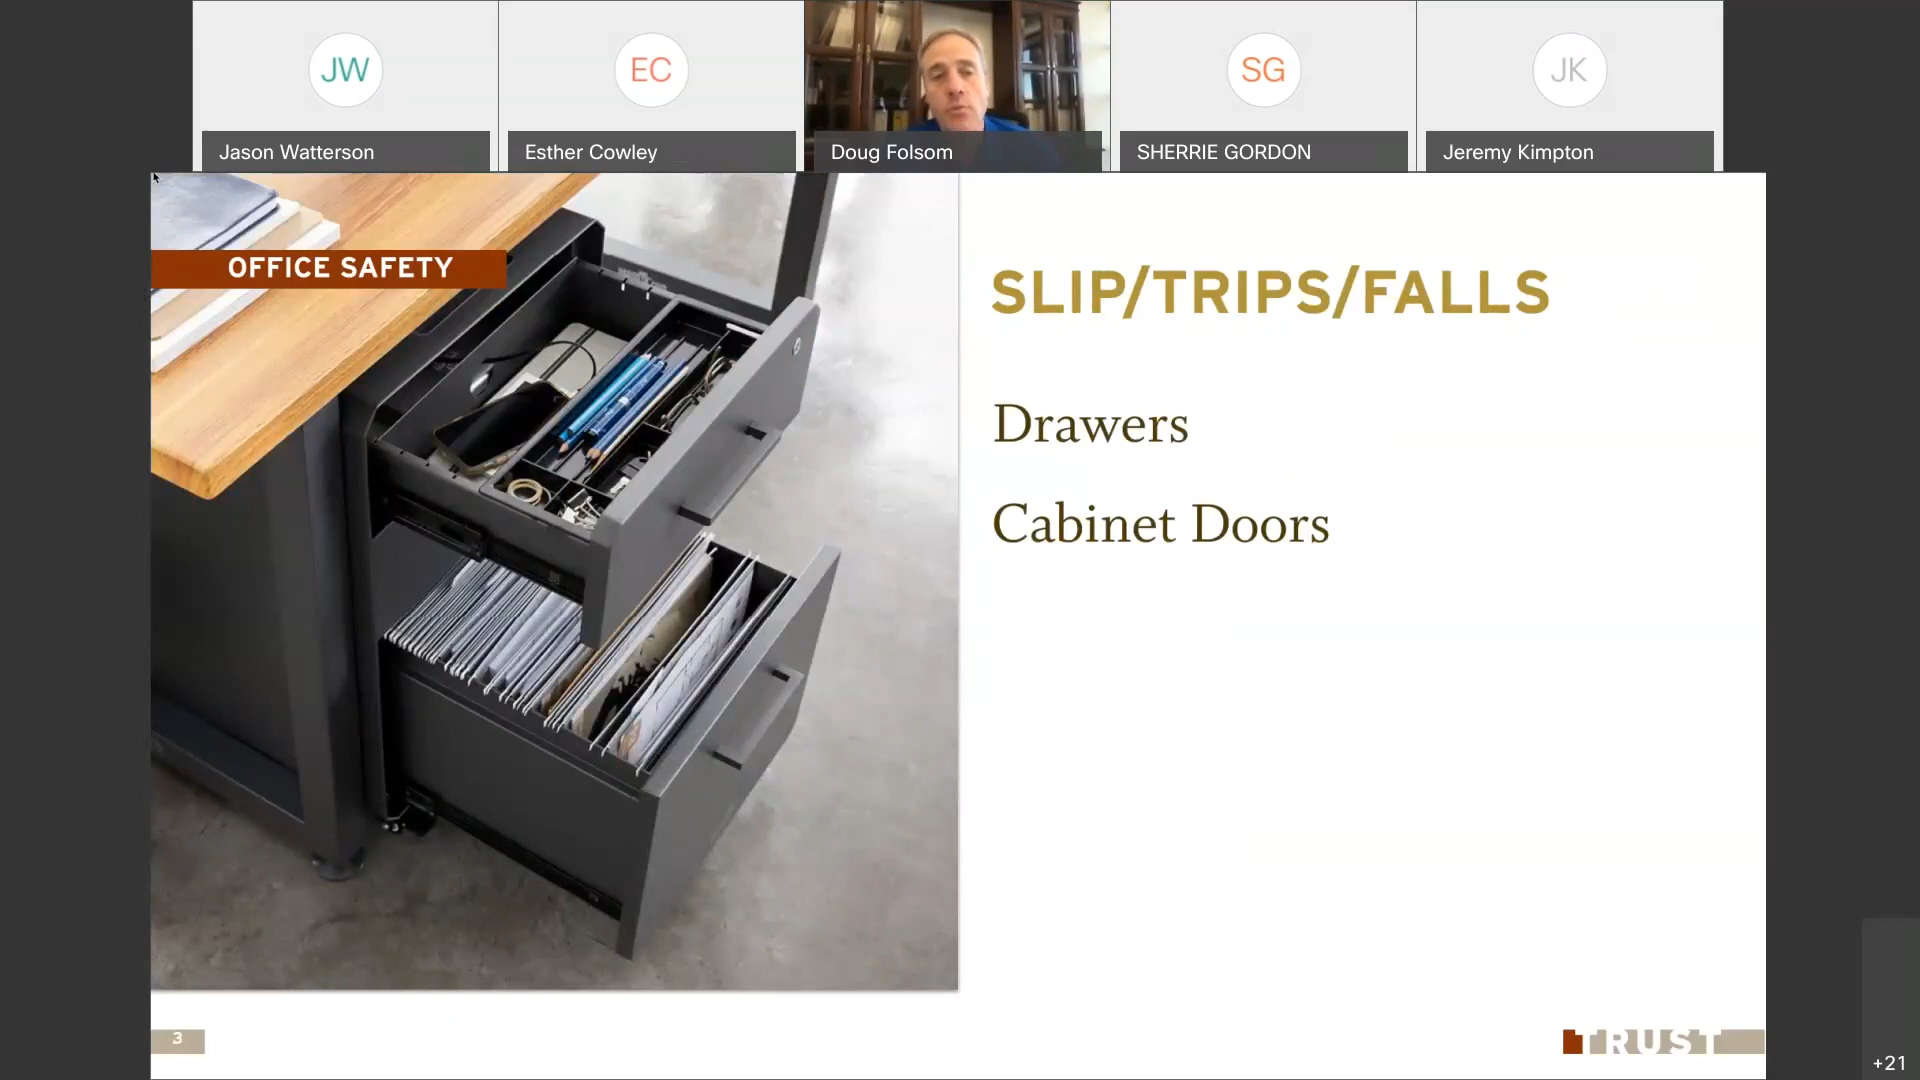 JW
EC
SG
JK
Jason Watterson
Esther Cowley
Doug Folsom
SHERRIE GORDON
Jeremy Kimpton
OFFICE SAFETY
SLIP/TRIPS/FALLS
Drawers
Cabinet Doors
3
TRUST
+21